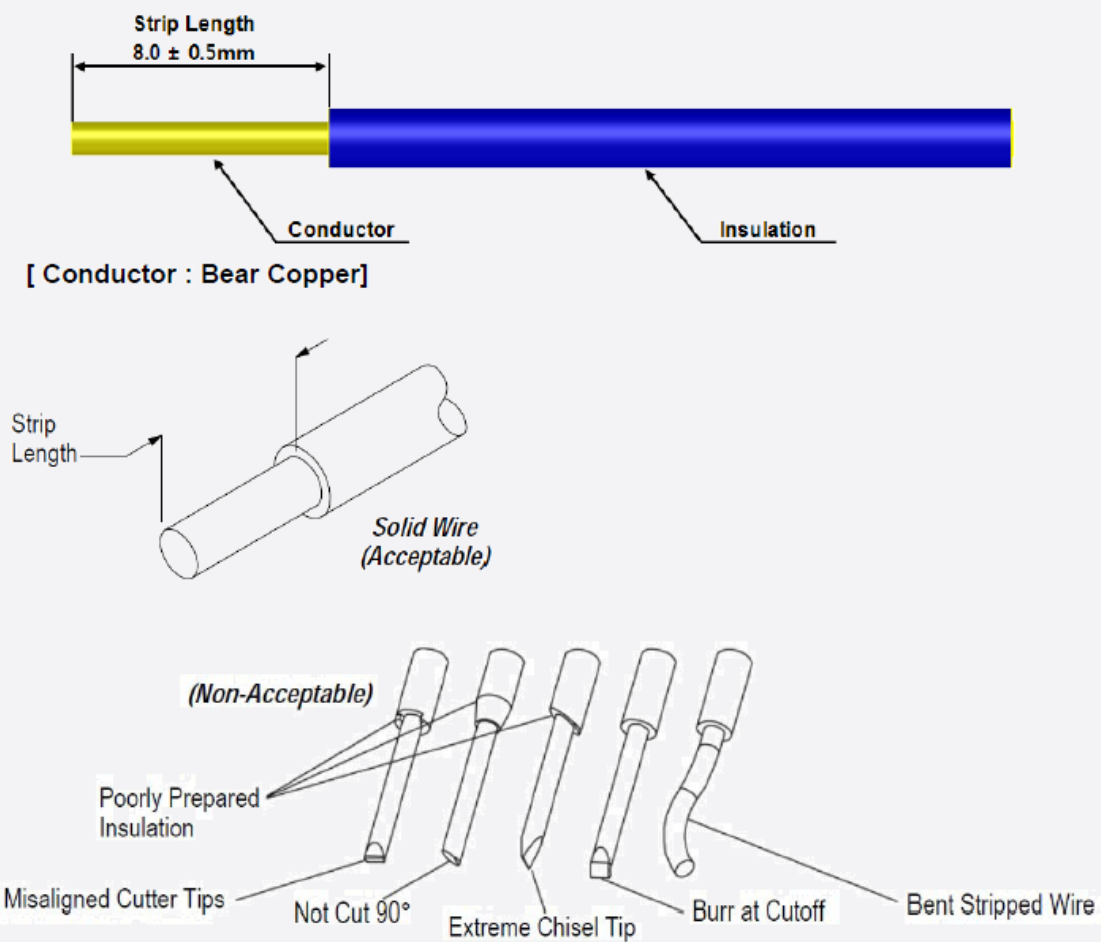 Strip Length
8.0 ± 0.5mm
Conductor
Insulation
[ Conductor : Bear Copper]
Strip
Length
Solid Wire
(Acceptable)
(Non-Acceptable)
Poorly Prepared
Insulation
Misaligned Cutter Tips
Not Cut 90°
Extreme Chisel Tip
Burr at Cutoff
Bent Stripped Wire